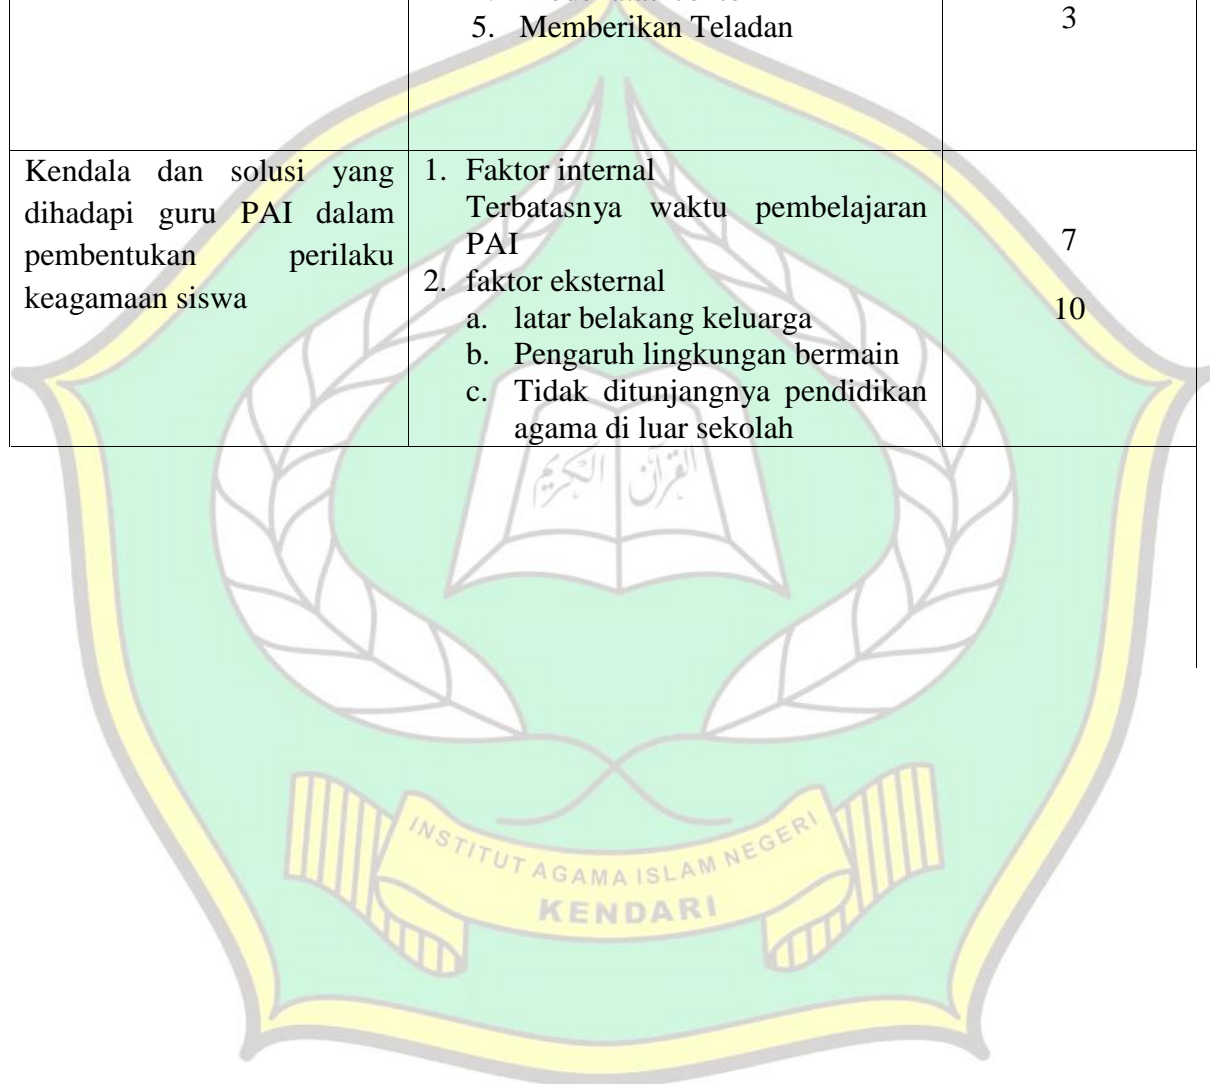 5. Memberikan Teladan
3
Kendala dan solusi yang
dihadapi guru PAI dalam
pembentukan perilaku
keagamaan siswa
1. Faktor internal
Terbatasnya waktu pembelajaran
PAI
2. faktor eksternal
a. latar belakang keluarga
b. Pengaruh lingkungan bermain
c. Tidak ditunjangnya pendidikan
agama di luar sekolah
7
10
القرآن الكريم
INSTITUT AGAMA ISLAM NEGERI
KENDARI